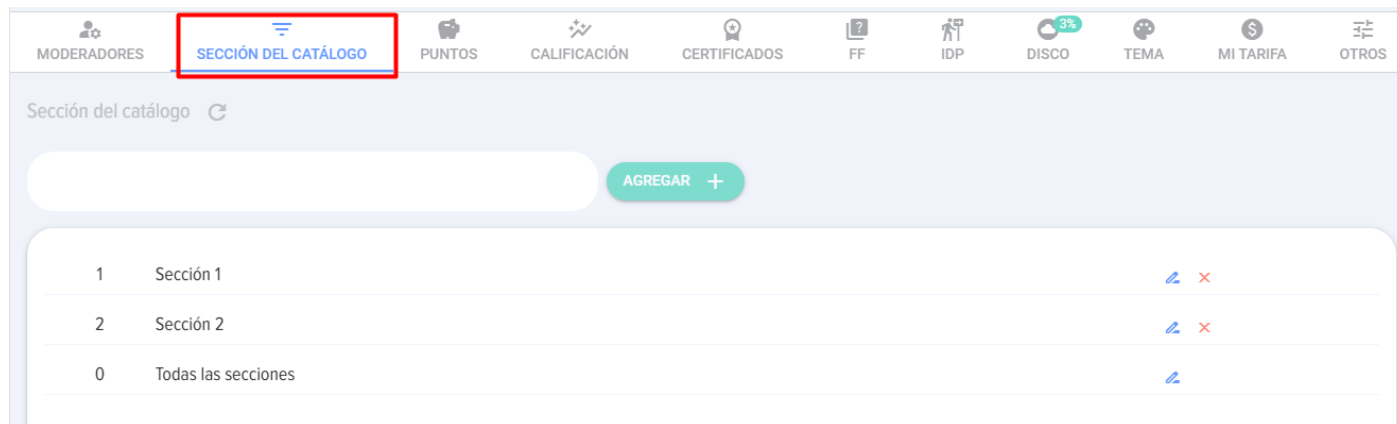 3%
MODERADORES SECCIÓN DEL CATÁLOGO PUNTOS CALIFICACIÓN CERTIFICADOS FF IDP DISCO TEMA MI TARIFA OTROS
Sección del catálogo
AGREGAR
1 Sección 1
2 Sección 2
0 Todas las secciones